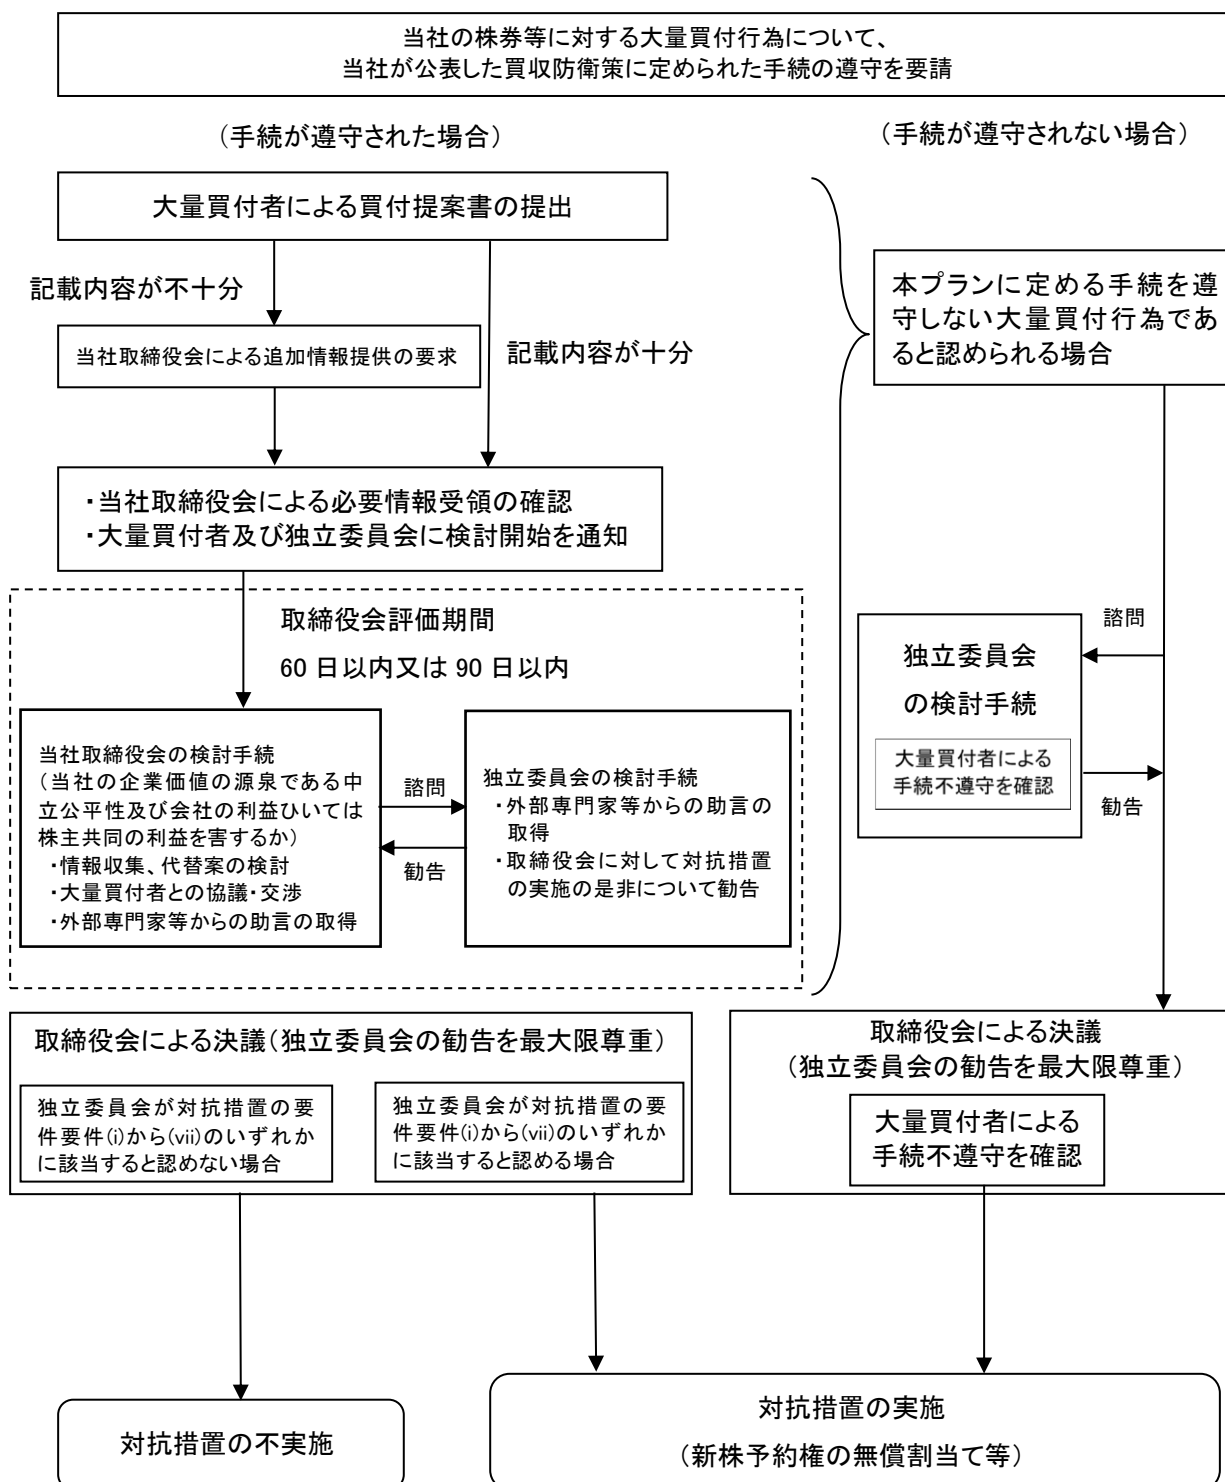 当社の株券等に対する大量買付行為について、
当社が公表した買収防衛策に定められた手続の遵守を要請
（手続が遵守された場合）
（手続が遵守されない場合）
大量買付者による買付提案書の提出
記載内容が不十分
当社取締役会による追加情報提供の要求
記載内容が十分
本プランに定める手続を遵
守しない大量買付行為であ
ると認められる場合
・当社取締役会による必要情報受領の確認
・大量買付者及び独立委員会に検討開始を通知
取締役会評価期間
60 日以内又は 90 日以内
当社取締役会の検討手続
（当社の企業価値の源泉である中
立公平性及び会社の利益ひいては
株主共同の利益を害するか）
・情報収集、代替案の検討
・大量買付者との協議・交渉
・外部専門家等からの助言の取得
諮問
勧告
独立委員会の検討手続
・外部専門家等からの助言の
取得
・取締役会に対して対抗措置
の実施の是非について勧告
独立委員会
の検討手続
大量買付者による
手続不遵守を確認
諮問
勧告
取締役会による決議（独立委員会の勧告を最大限尊重）
独立委員会が対抗措置の要
件要件(i)から(vii)のいずれか
に該当すると認めない場合
独立委員会が対抗措置の要
件要件(i)から(vii)のいずれか
に該当すると認める場合
取締役会による決議
（独立委員会の勧告を最大限尊重）
大量買付者による
手続不遵守を確認
対抗措置の不実施
対抗措置の実施
（新株予約権の無償割当て等）